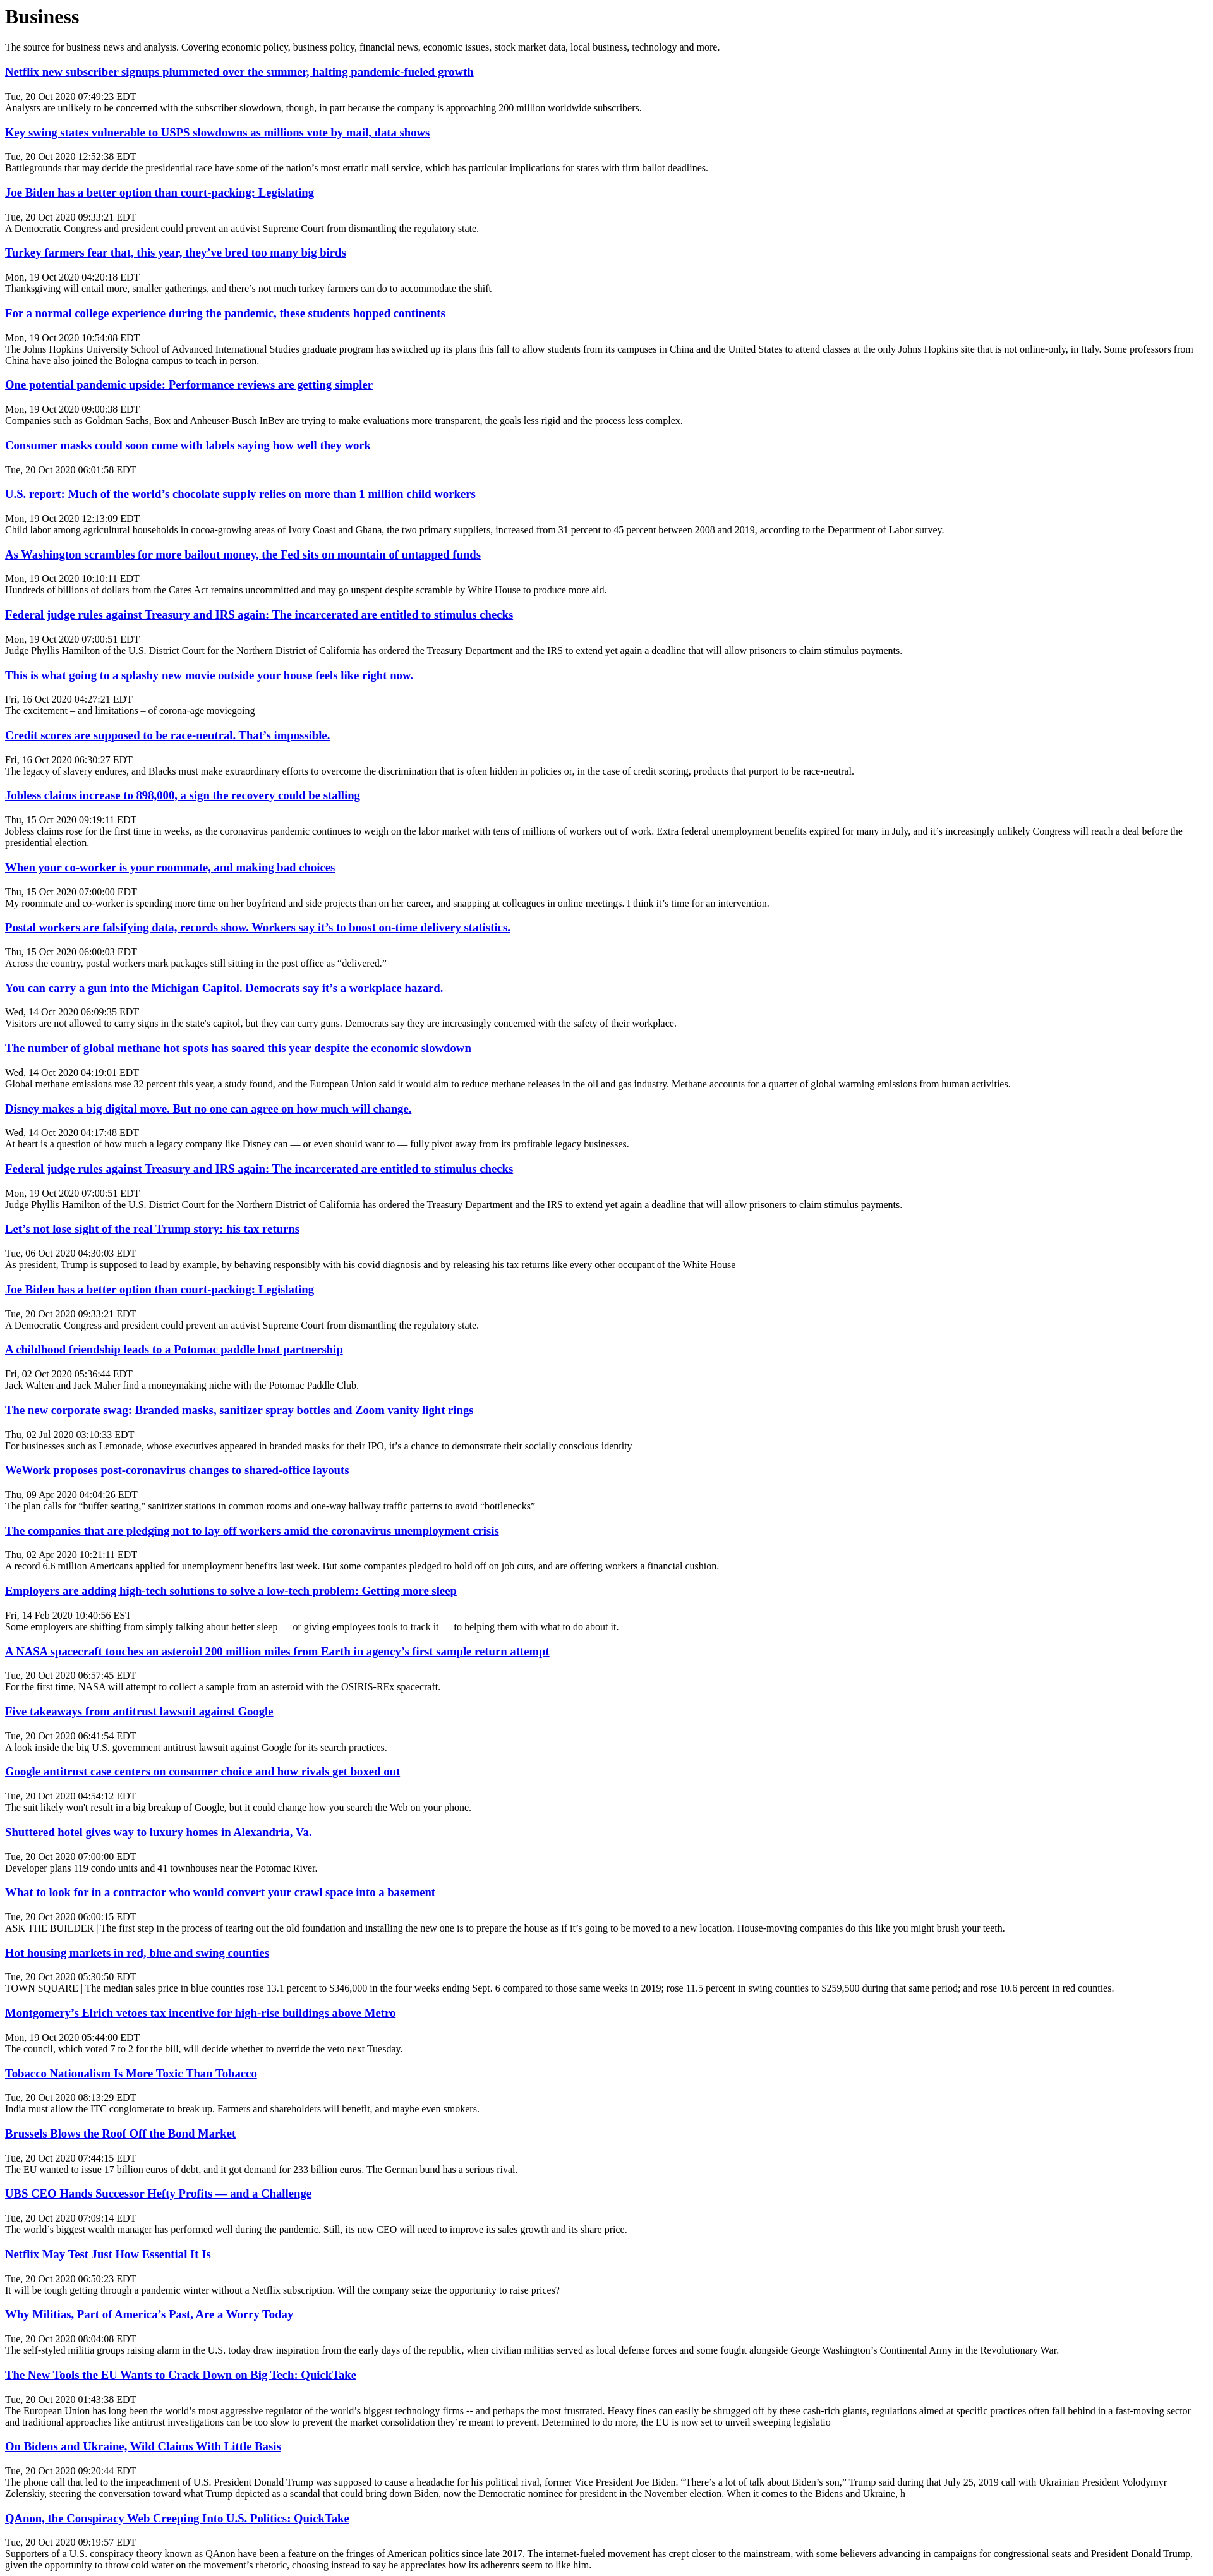 Business
The source for business news and analysis. Covering economic policy, business policy, financial news, economic issues, stock market data, local business, technology and more.
Netflix new subscriber signups plummeted over the summer, halting pandemic-fueled growth
Tue, 20 Oct 2020 07:49:23 EDT
Analysts are unlikely to be concerned with the subscriber slowdown, though, in part because the company is approaching 200 million worldwide subscribers.
Key swing states vulnerable to USPS slowdowns as millions vote by mail, data shows
Tue, 20 Oct 2020 12:52:38 EDT
Battlegrounds that may decide the presidential race have some of the nation’s most erratic mail service, which has particular implications for states with firm ballot deadlines.
Joe Biden has a better option than court-packing: Legislating
Tue, 20 Oct 2020 09:33:21 EDT
A Democratic Congress and president could prevent an activist Supreme Court from dismantling the regulatory state.
Turkey farmers fear that, this year, they’ve bred too many big birds
Mon, 19 Oct 2020 04:20:18 EDT
Thanksgiving will entail more, smaller gatherings, and there’s not much turkey farmers can do to accommodate the shift
For a normal college experience during the pandemic, these students hopped continents
Mon, 19 Oct 2020 10:54:08 EDT
The Johns Hopkins University School of Advanced International Studies graduate program has switched up its plans this fall to allow students from its campuses in China and the United States to attend classes at the only Johns Hopkins site that is not online-only, in Italy. Some professors from
China have also joined the Bologna campus to teach in person.
One potential pandemic upside: Performance reviews are getting simpler
Mon, 19 Oct 2020 09:00:38 EDT
Companies such as Goldman Sachs, Box and Anheuser-Busch InBev are trying to make evaluations more transparent, the goals less rigid and the process less complex.
Consumer masks could soon come with labels saying how well they work
Tue, 20 Oct 2020 06:01:58 EDT
U.S. report: Much of the world’s chocolate supply relies on more than 1 million child workers
Mon, 19 Oct 2020 12:13:09 EDT
Child labor among agricultural households in cocoa-growing areas of Ivory Coast and Ghana, the two primary suppliers, increased from 31 percent to 45 percent between 2008 and 2019, according to the Department of Labor survey.
As Washington scrambles for more bailout money, the Fed sits on mountain of untapped funds
Mon, 19 Oct 2020 10:10:11 EDT
Hundreds of billions of dollars from the Cares Act remains uncommitted and may go unspent despite scramble by White House to produce more aid.
Federal judge rules against Treasury and IRS again: The incarcerated are entitled to stimulus checks
Mon, 19 Oct 2020 07:00:51 EDT
Judge Phyllis Hamilton of the U.S. District Court for the Northern District of California has ordered the Treasury Department and the IRS to extend yet again a deadline that will allow prisoners to claim stimulus payments.
This is what going to a splashy new movie outside your house feels like right now.
Fri, 16 Oct 2020 04:27:21 EDT
The excitement – and limitations – of corona-age moviegoing
Credit scores are supposed to be race-neutral. That’s impossible.
Fri, 16 Oct 2020 06:30:27 EDT
The legacy of slavery endures, and Blacks must make extraordinary efforts to overcome the discrimination that is often hidden in policies or, in the case of credit scoring, products that purport to be race-neutral.
Jobless claims increase to 898,000, a sign the recovery could be stalling
Thu, 15 Oct 2020 09:19:11 EDT
Jobless claims rose for the first time in weeks, as the coronavirus pandemic continues to weigh on the labor market with tens of millions of workers out of work. Extra federal unemployment benefits expired for many in July, and it’s increasingly unlikely Congress will reach a deal before the
presidential election.
When your co-worker is your roommate, and making bad choices
Thu, 15 Oct 2020 07:00:00 EDT
My roommate and co-worker is spending more time on her boyfriend and side projects than on her career, and snapping at colleagues in online meetings. I think it’s time for an intervention.
Postal workers are falsifying data, records show. Workers say it’s to boost on-time delivery statistics.
Thu, 15 Oct 2020 06:00:03 EDT
Across the country, postal workers mark packages still sitting in the post office as “delivered.”
You can carry a gun into the Michigan Capitol. Democrats say it’s a workplace hazard.
Wed, 14 Oct 2020 06:09:35 EDT
Visitors are not allowed to carry signs in the state's capitol, but they can carry guns. Democrats say they are increasingly concerned with the safety of their workplace.
The number of global methane hot spots has soared this year despite the economic slowdown
Wed, 14 Oct 2020 04:19:01 EDT
Global methane emissions rose 32 percent this year, a study found, and the European Union said it would aim to reduce methane releases in the oil and gas industry. Methane accounts for a quarter of global warming emissions from human activities.
Disney makes a big digital move. But no one can agree on how much will change.
Wed, 14 Oct 2020 04:17:48 EDT
At heart is a question of how much a legacy company like Disney can — or even should want to — fully pivot away from its profitable legacy businesses.
Federal judge rules against Treasury and IRS again: The incarcerated are entitled to stimulus checks
Mon, 19 Oct 2020 07:00:51 EDT
Judge Phyllis Hamilton of the U.S. District Court for the Northern District of California has ordered the Treasury Department and the IRS to extend yet again a deadline that will allow prisoners to claim stimulus payments.
Let’s not lose sight of the real Trump story: his tax returns
Tue, 06 Oct 2020 04:30:03 EDT
As president, Trump is supposed to lead by example, by behaving responsibly with his covid diagnosis and by releasing his tax returns like every other occupant of the White House
Joe Biden has a better option than court-packing: Legislating
Tue, 20 Oct 2020 09:33:21 EDT
A Democratic Congress and president could prevent an activist Supreme Court from dismantling the regulatory state.
A childhood friendship leads to a Potomac paddle boat partnership
Fri, 02 Oct 2020 05:36:44 EDT
Jack Walten and Jack Maher find a moneymaking niche with the Potomac Paddle Club.
The new corporate swag: Branded masks, sanitizer spray bottles and Zoom vanity light rings
Thu, 02 Jul 2020 03:10:33 EDT
For businesses such as Lemonade, whose executives appeared in branded masks for their IPO, it’s a chance to demonstrate their socially conscious identity
WeWork proposes post-coronavirus changes to shared-office layouts
Thu, 09 Apr 2020 04:04:26 EDT
The plan calls for “buffer seating," sanitizer stations in common rooms and one-way hallway traffic patterns to avoid “bottlenecks”
The companies that are pledging not to lay off workers amid the coronavirus unemployment crisis
Thu, 02 Apr 2020 10:21:11 EDT
A record 6.6 million Americans applied for unemployment benefits last week. But some companies pledged to hold off on job cuts, and are offering workers a financial cushion.
Employers are adding high-tech solutions to solve a low-tech problem: Getting more sleep
Fri, 14 Feb 2020 10:40:56 EST
Some employers are shifting from simply talking about better sleep — or giving employees tools to track it — to helping them with what to do about it.
A NASA spacecraft touches an asteroid 200 million miles from Earth in agency’s first sample return attempt
Tue, 20 Oct 2020 06:57:45 EDT
For the first time, NASA will attempt to collect a sample from an asteroid with the OSIRIS-REx spacecraft.
Five takeaways from antitrust lawsuit against Google
Tue, 20 Oct 2020 06:41:54 EDT
A look inside the big U.S. government antitrust lawsuit against Google for its search practices.
Google antitrust case centers on consumer choice and how rivals get boxed out
Tue, 20 Oct 2020 04:54:12 EDT
The suit likely won't result in a big breakup of Google, but it could change how you search the Web on your phone.
Shuttered hotel gives way to luxury homes in Alexandria, Va.
Tue, 20 Oct 2020 07:00:00 EDT
Developer plans 119 condo units and 41 townhouses near the Potomac River.
What to look for in a contractor who would convert your crawl space into a basement
Tue, 20 Oct 2020 06:00:15 EDT
ASK THE BUILDER | The first step in the process of tearing out the old foundation and installing the new one is to prepare the house as if it’s going to be moved to a new location. House-moving companies do this like you might brush your teeth.
Hot housing markets in red, blue and swing counties
Tue, 20 Oct 2020 05:30:50 EDT
TOWN SQUARE | The median sales price in blue counties rose 13.1 percent to $346,000 in the four weeks ending Sept. 6 compared to those same weeks in 2019; rose 11.5 percent in swing counties to $259,500 during that same period; and rose 10.6 percent in red counties.
Montgomery’s Elrich vetoes tax incentive for high-rise buildings above Metro
Mon, 19 Oct 2020 05:44:00 EDT
The council, which voted 7 to 2 for the bill, will decide whether to override the veto next Tuesday.
Tobacco Nationalism Is More Toxic Than Tobacco
Tue, 20 Oct 2020 08:13:29 EDT
India must allow the ITC conglomerate to break up. Farmers and shareholders will benefit, and maybe even smokers.
Brussels Blows the Roof Off the Bond Market
Tue, 20 Oct 2020 07:44:15 EDT
The EU wanted to issue 17 billion euros of debt, and it got demand for 233 billion euros. The German bund has a serious rival.
UBS CEO Hands Successor Hefty Profits — and a Challenge
Tue, 20 Oct 2020 07:09:14 EDT
The world’s biggest wealth manager has performed well during the pandemic. Still, its new CEO will need to improve its sales growth and its share price.
Netflix May Test Just How Essential It Is
Tue, 20 Oct 2020 06:50:23 EDT
It will be tough getting through a pandemic winter without a Netflix subscription. Will the company seize the opportunity to raise prices?
Why Militias, Part of America’s Past, Are a Worry Today
Tue, 20 Oct 2020 08:04:08 EDT
The self-styled militia groups raising alarm in the U.S. today draw inspiration from the early days of the republic, when civilian militias served as local defense forces and some fought alongside George Washington’s Continental Army in the Revolutionary War.
The New Tools the EU Wants to Crack Down on Big Tech: QuickTake
Tue, 20 Oct 2020 01:43:38 EDT
The European Union has long been the world’s most aggressive regulator of the world’s biggest technology firms -- and perhaps the most frustrated. Heavy fines can easily be shrugged off by these cash-rich giants, regulations aimed at specific practices often fall behind in a fast-moving sector
and traditional approaches like antitrust investigations can be too slow to prevent the market consolidation they’re meant to prevent. Determined to do more, the EU is now set to unveil sweeping legislatio
On Bidens and Ukraine, Wild Claims With Little Basis
Tue, 20 Oct 2020 09:20:44 EDT
The phone call that led to the impeachment of U.S. President Donald Trump was supposed to cause a headache for his political rival, former Vice President Joe Biden. “There’s a lot of talk about Biden’s son,” Trump said during that July 25, 2019 call with Ukrainian President Volodymyr
Zelenskiy, steering the conversation toward what Trump depicted as a scandal that could bring down Biden, now the Democratic nominee for president in the November election. When it comes to the Bidens and Ukraine, h
QAnon, the Conspiracy Web Creeping Into U.S. Politics: QuickTake
Tue, 20 Oct 2020 09:19:57 EDT
Supporters of a U.S. conspiracy theory known as QAnon have been a feature on the fringes of American politics since late 2017. The internet-fueled movement has crept closer to the mainstream, with some believers advancing in campaigns for congressional seats and President Donald Trump,
given the opportunity to throw cold water on the movement’s rhetoric, choosing instead to say he appreciates how its adherents seem to like him.